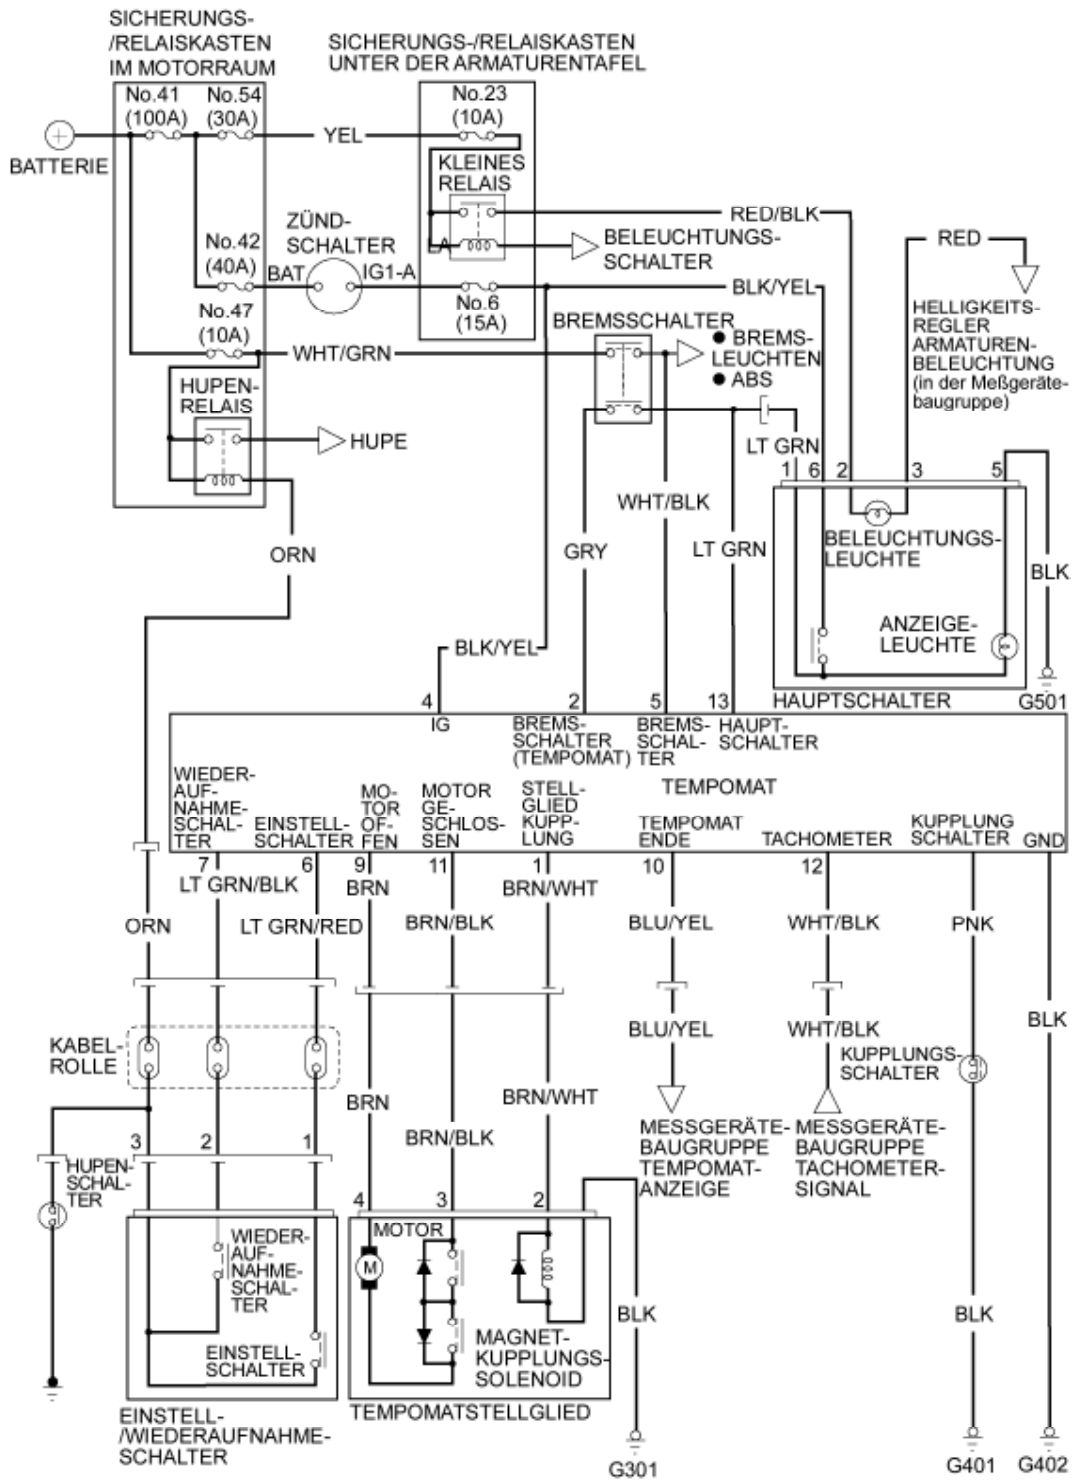 SICHERUNGS-
/RELAISKASTEN
IM MOTORRAUM
SICHERUNGS-/RELAISKASTEN
UNTER DER ARMATURENTAFEL
No.41
(100A)
No.54
(30A)
No.23
(10A)
YEL
BATTERIE
KLEINES
RELAIS
RED/BLK
RED
ZÜND-
SCHALTER
BELEUCHTUNGS-
SCHALTER
No.42
(40A)
BAT
IG1-A
No.6
(15A)
BLK/YEL
No.47
(10A)
BREMSSCHALTER
HELLIGKEITS-
REGLER
ARMATUREN-
BELEUCHTUNG
(in der Meßgeräte-
baugruppe)
WHT/GRN
● BREMS-
LEUCHTEN
● ABS
HUPEN-
RELAIS
HUPE
LT GRN
1 6 2 3 5
WHT/BLK
BELEUCHTUNGS-
LEUCHTE
ORN
GRY
LT GRN
BLK
ANZEIGE-
LEUCHTE
BLK/YEL
HAUPTSCHALTER
G501
4 2 5 13
IG
BREMS-
SCHALTER
(TEMPOMAT)
BREMS-
SCHAL-
TER
HAUPT-
SCHALTER
TEMPOMAT
WIEDER-
AUF-
NAHME-
SCHAL-
TER
EINSTELL-
SCHALTER
MO-
TOR
OF-
FEN
MOTOR
GE-
SCHLOS-
SEN
STELL-
GLIED
KUPP-
LUNG
TEMPOMAT
ENDE
TACHOMETER
KUPPLUNG
SCHALTER
GND
7 6 9 11 1 10 12
LT GRN/BLK
BRN
BRN/WHT
ORN
LT GRN/RED
BRN/BLK
BLU/YEL
WHT/BLK
PNK
BLK
KABEL-
ROLLE
BLU/YEL
WHT/BLK
KUPPLUNGS-
SCHALTER
BRN
BRN/WHT
BRN/BLK
MESSGERÄTE-
BAUGRUPPE
TEMPOMAT-
ANZEIGE
MESSGERÄTE-
BAUGRUPPE
TACHOMETER-
SIGNAL
3 2 1
HUPEN-
SCHAL-
TER
4 3 2
MOTOR
M
WIEDER-
AUF-
NAHME-
SCHAL-
TER
EINSTELL-
SCHALTER
MAGNET-
KUPPLUNGS-
SOLENOID
BLK
BLK
EINSTELL-
/WIEDERAUFNAHME-
SCHALTER
TEMPOMATSTELLGLIED
G301
G401
G402